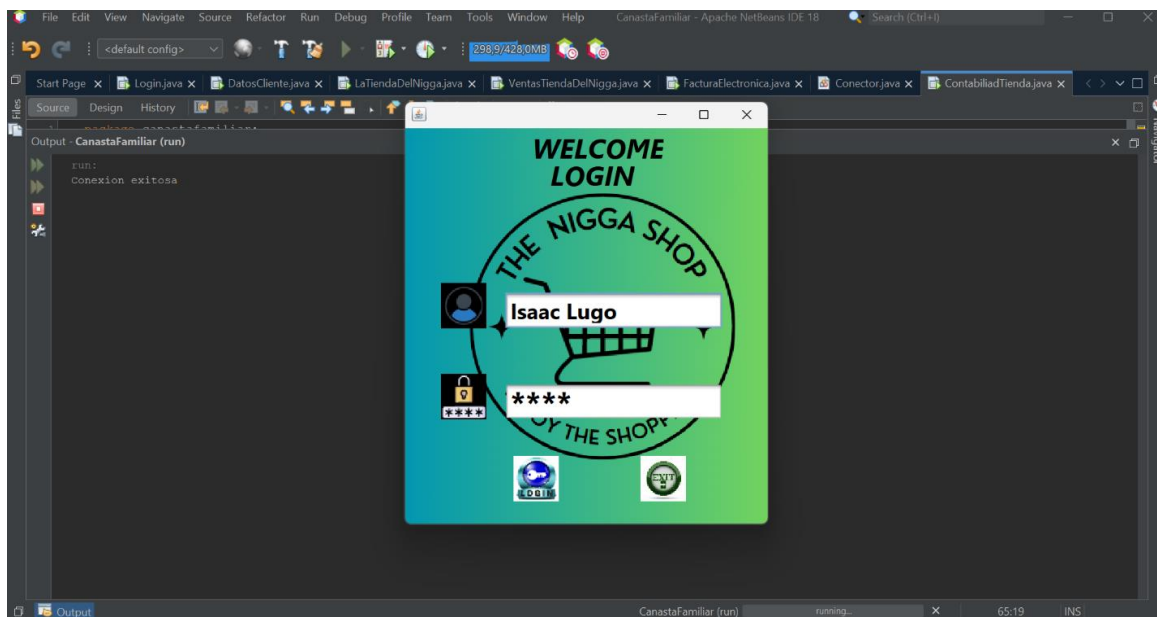 File Edit View Navigate Source Refactor Run Debug Profile Team Tools Window Help CanastaFamiliar - Apache NetBeans IDE 18 Search (Ctrl+I)
<default config> 298,9/428,0MB
Start Page Login.java DatosCliente.java LaTiendaDelNigga.java VentasTiendaDelNigga.java FacturaElectronica.java Conector.java ContabiliadTienda.java
Files Source Design History
Navigator
Output - CanastaFamiliar (run)
run:
Conexion exitosa
WELCOME
LOGIN
THE NIGGA SHOP
Isaac Lugo
****
****
THE SHOPP
LOGIN EXIT
Output CanastaFamiliar (run) running... 65:19 INS